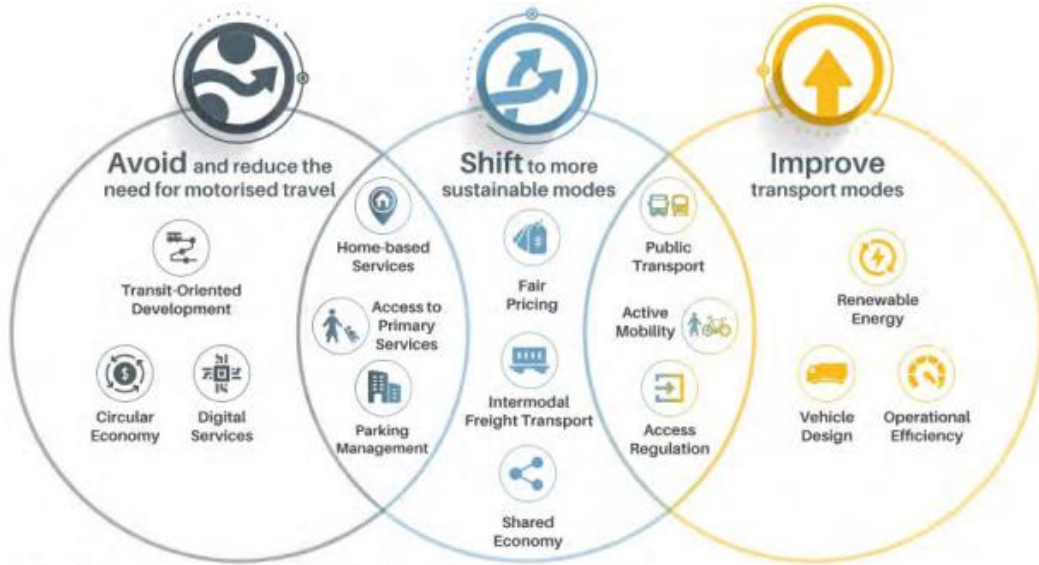 Avoid and reduce the
need for motorised travel
Transit-Oriented
Development
Circular
Economy
Digital
Services
Home-based
Services
Access to
Primary
Services
Parking
Management
Shift to more
sustainable modes
Fair
Pricing
Intermodal
Freight Transport
Shared
Economy
Public
Transport
Active
Mobility
Access
Regulation
Improve
transport modes
Renewable
Energy
Vehicle
Design
Operational
Efficiency